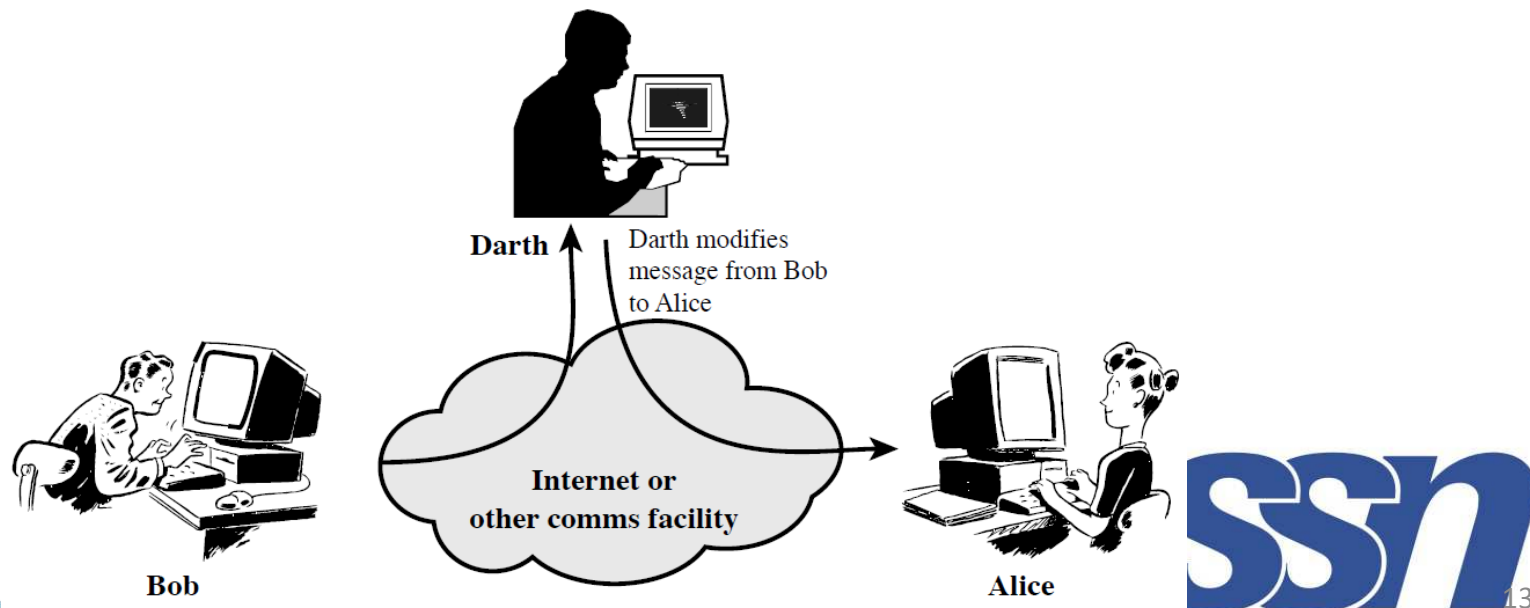 Darth
Darth modifies
message from Bob
to Alice
Internet or
other comms facility
Bob
Alice
ssn
13